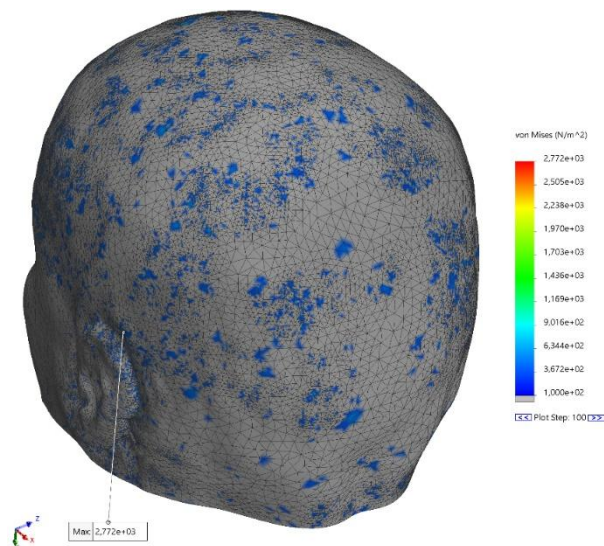 von Mises (N/m^2)
2,772e+03
2,505e+03
2,238e+03
1,970e+03
1,703e+03
1,436e+03
1,169e+03
9,016e+02
6,344e+02
3,672e+02
1,000e+02
<< Plot Step: 100 >>
Max: 2,772e+03
z
x